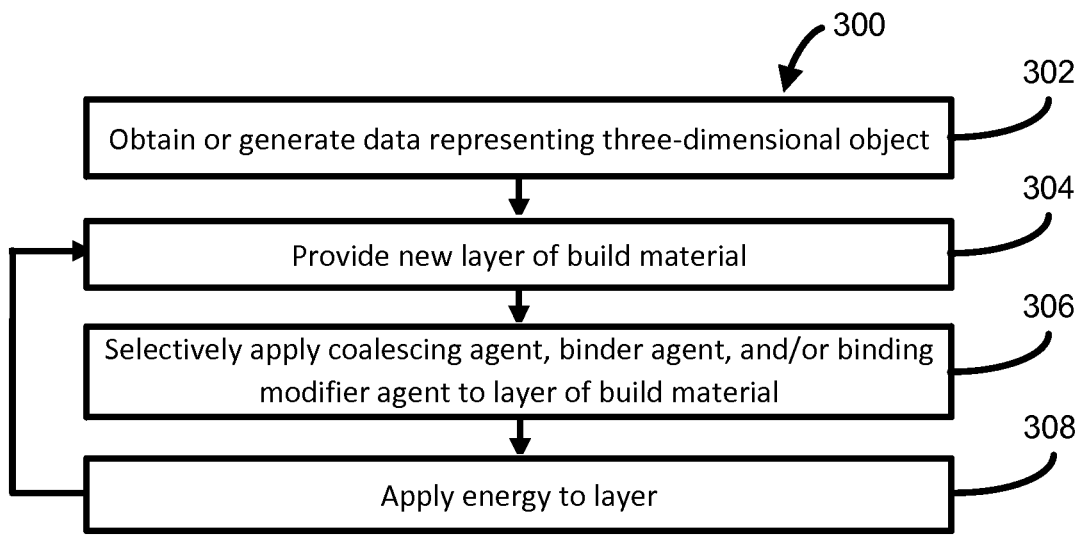 300
302
Obtain or generate data representing three-dimensional object
304
Provide new layer of build material
306
Selectively apply coalescing agent, binder agent, and/or binding
modifier agent to layer of build material
308
Apply energy to layer